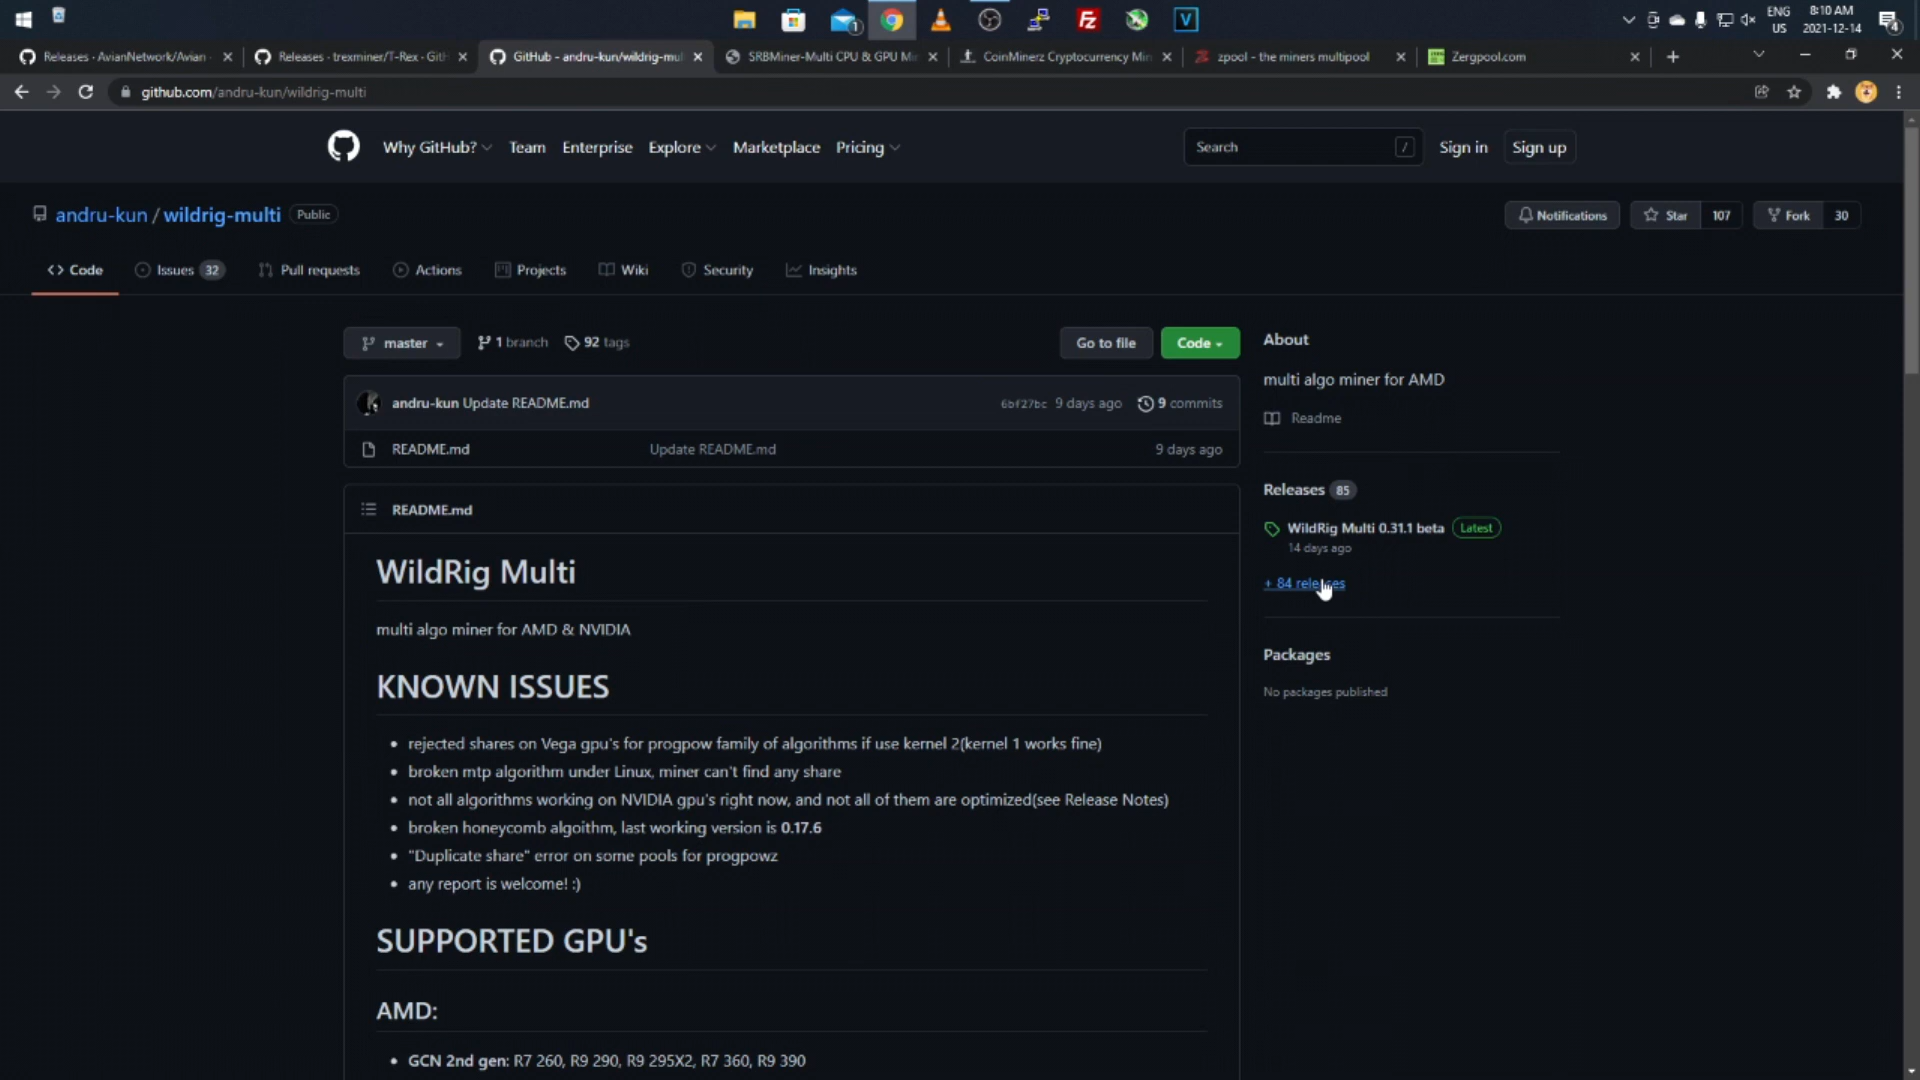 1
V
ENG
US
8:10 AM
2021-12-14
4
Releases · AvianNetwork/Avian
Releases · trexminer/T-Rex · GitH
GitHub - andru-kun/wildrig-mul
SRBMiner-Multi CPU & GPU Mi
CoinMinerz Cryptocurrency Min
zpool - the miners multipool
Zergpool.com
github.com/andru-kun/wildrig-multi
Why GitHub?
Team
Enterprise
Explore
Marketplace
Pricing
Search
/
Sign in
Sign up
andru-kun / wildrig-multi
Public
Notifications
Star 107
Fork 30
<> Code
Issues 32
Pull requests
Actions
Projects
Wiki
Security
Insights
master
1 branch
92 tags
Go to file
Code
About
multi algo miner for AMD
Readme
andru-kun Update README.md
6bf27bc 9 days ago
9 commits
README.md
Update README.md
9 days ago
Releases 85
WildRig Multi 0.31.1 beta Latest
14 days ago
+ 84 releases
Packages
No packages published
README.md
WildRig Multi
multi algo miner for AMD & NVIDIA
KNOWN ISSUES
• rejected shares on Vega gpu's for progpow family of algorithms if use kernel 2(kernel 1 works fine)
• broken mtp algorithm under Linux, miner can't find any share
• not all algorithms working on NVIDIA gpu's right now, and not all of them are optimized(see Release Notes)
• broken honeycomb algoithm, last working version is 0.17.6
• "Duplicate share" error on some pools for progpowz
• any report is welcome! :)
SUPPORTED GPU's
AMD:
• GCN 2nd gen: R7 260, R9 290, R9 295X2, R7 360, R9 390